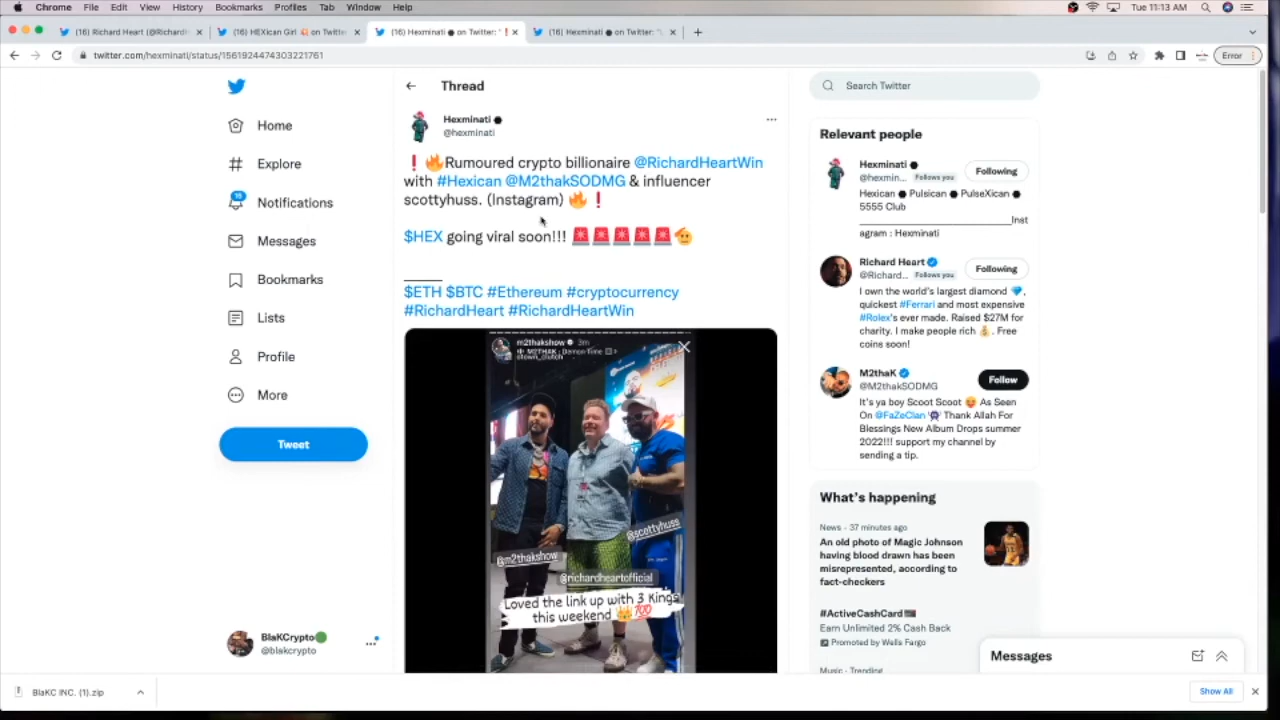 Chrome File Edit View History Bookmarks Profiles Tab Window Help
Tue 11:13 AM
(16) Richard Heart (@RichardH
(16) HEXican Girl on Twitte
(16) Hexminati on Twitter: "
(16) Hexminati on Twitter: "
twitter.com/hexminati/status/1561924474303221761
Error
Home
Explore
Notifications
Messages
Bookmarks
Lists
Profile
More
Tweet
BlaKCrypto
@blakcrypto
Thread
Hexminati
@hexminati
❗🔥Rumoured crypto billionaire @RichardHeartWin
with #Hexican @M2thakSODMG & influencer
scottyhuss. (Instagram) 🔥❗
$HEX going viral soon!!! 🚨🚨🚨🚨🚨🫡
$ETH $BTC #Ethereum #cryptocurrency
#RichardHeart #RichardHeartWin
m2thakshow 3m
M2THAK · Demon Time
@m2thakshow
@scottyhuss
@richardheartofficial
Loved the link up with 3 Kings
this weekend 👑💯
Search Twitter
Relevant people
Hexminati
@hexmin... Follows you
Following
Hexican ⬣ Pulsican ⬣ PulseXican ⬣
5555 Club
Inst
agram : Hexminati
Richard Heart
@Richard... Follows you
Following
I own the world's largest diamond 💎,
quickest #Ferrari and most expensive
#Rolex's ever made. Raised $27M for
charity. I make people rich 💰. Free
coins soon!
M2thaK
@M2thakSODMG
Follow
It's ya boy Scoot Scoot As Seen
On @FaZeClan Thank Allah For
Blessings New Album Drops summer
2022!!! support my channel by
sending a tip.
What's happening
News · 37 minutes ago
An old photo of Magic Johnson
having blood drawn has been
misrepresented, according to
fact-checkers
#ActiveCashCard
Earn Unlimited 2% Cash Back
Promoted by Wells Fargo
Music · Trending
Messages
BlaKC INC. (1).zip
Show All